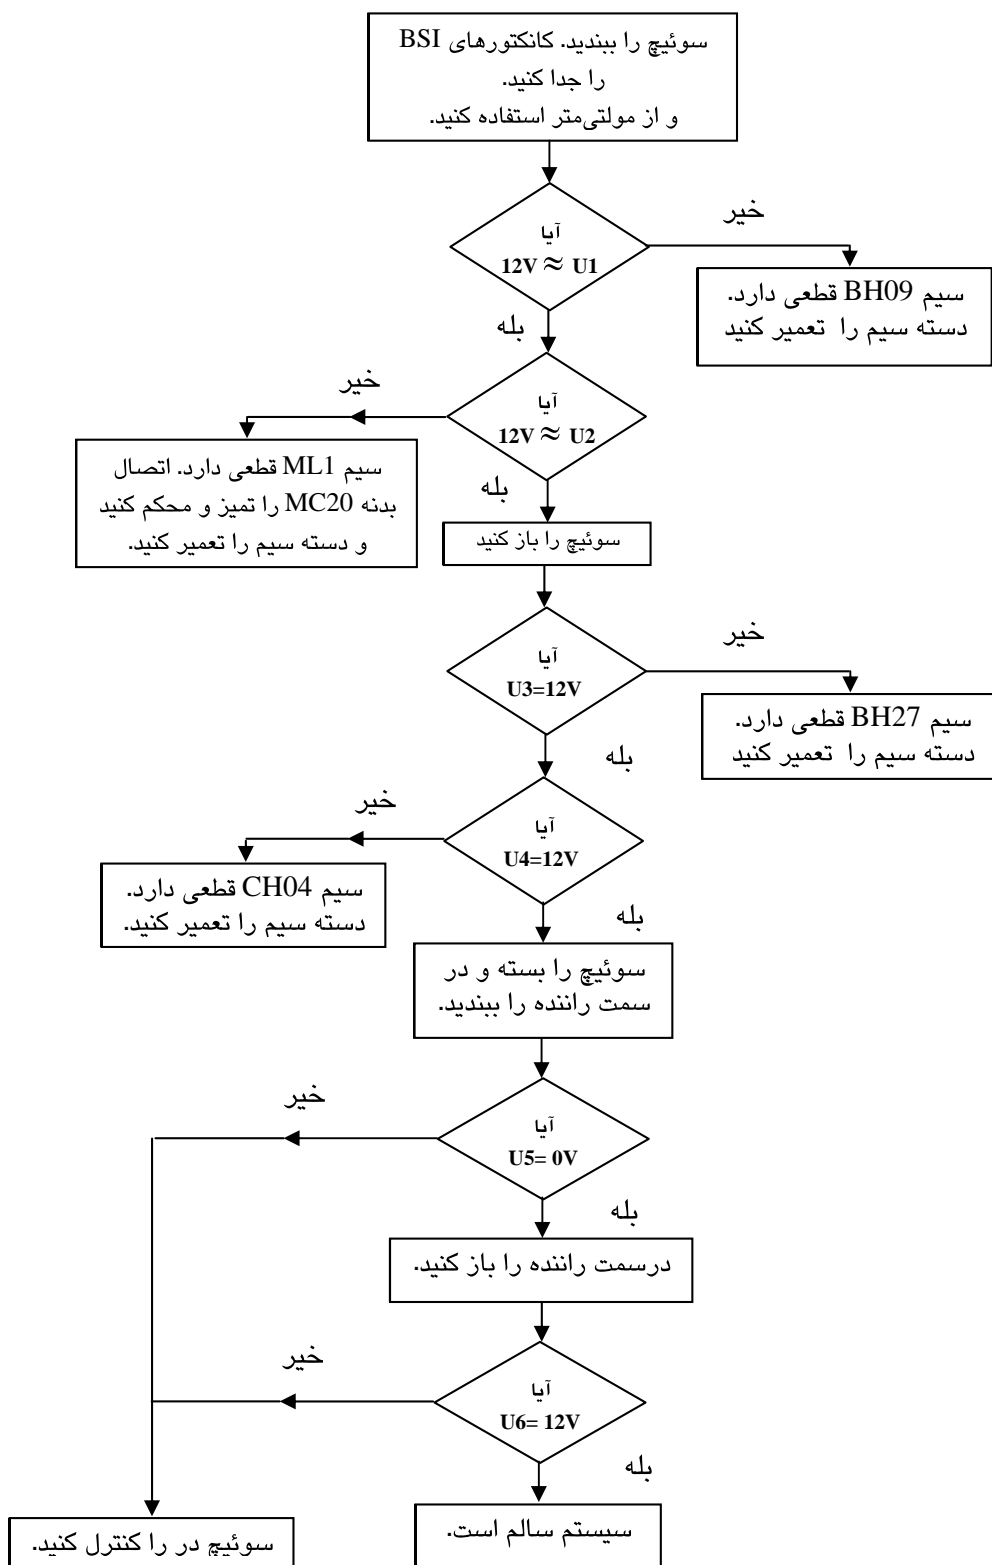 سوئیچ را ببندید. کانکتورهای BSI
را جدا کنید.
و از مولتی‌متر استفاده کنید.
آیا
12V ≈ U1
خیر
سیم BH09 قطعی دارد.
دسته سیم را تعمیر کنید
بله
آیا
12V ≈ U2
خیر
سیم ML1 قطعی دارد. اتصال
بدنه MC20 را تمیز و محکم کنید
و دسته سیم را تعمیر کنید.
بله
سوئیچ را باز کنید
آیا
U3=12V
خیر
سیم BH27 قطعی دارد.
دسته سیم را تعمیر کنید
بله
آیا
U4=12V
خیر
سیم CH04 قطعی دارد.
دسته سیم را تعمیر کنید.
بله
سوئیچ را بسته و در
سمت راننده را ببندید.
آیا
U5= 0V
خیر
بله
درسمت راننده را باز کنید.
آیا
U6= 12V
خیر
بله
سیستم سالم است.
سوئیچ در را کنترل کنید.